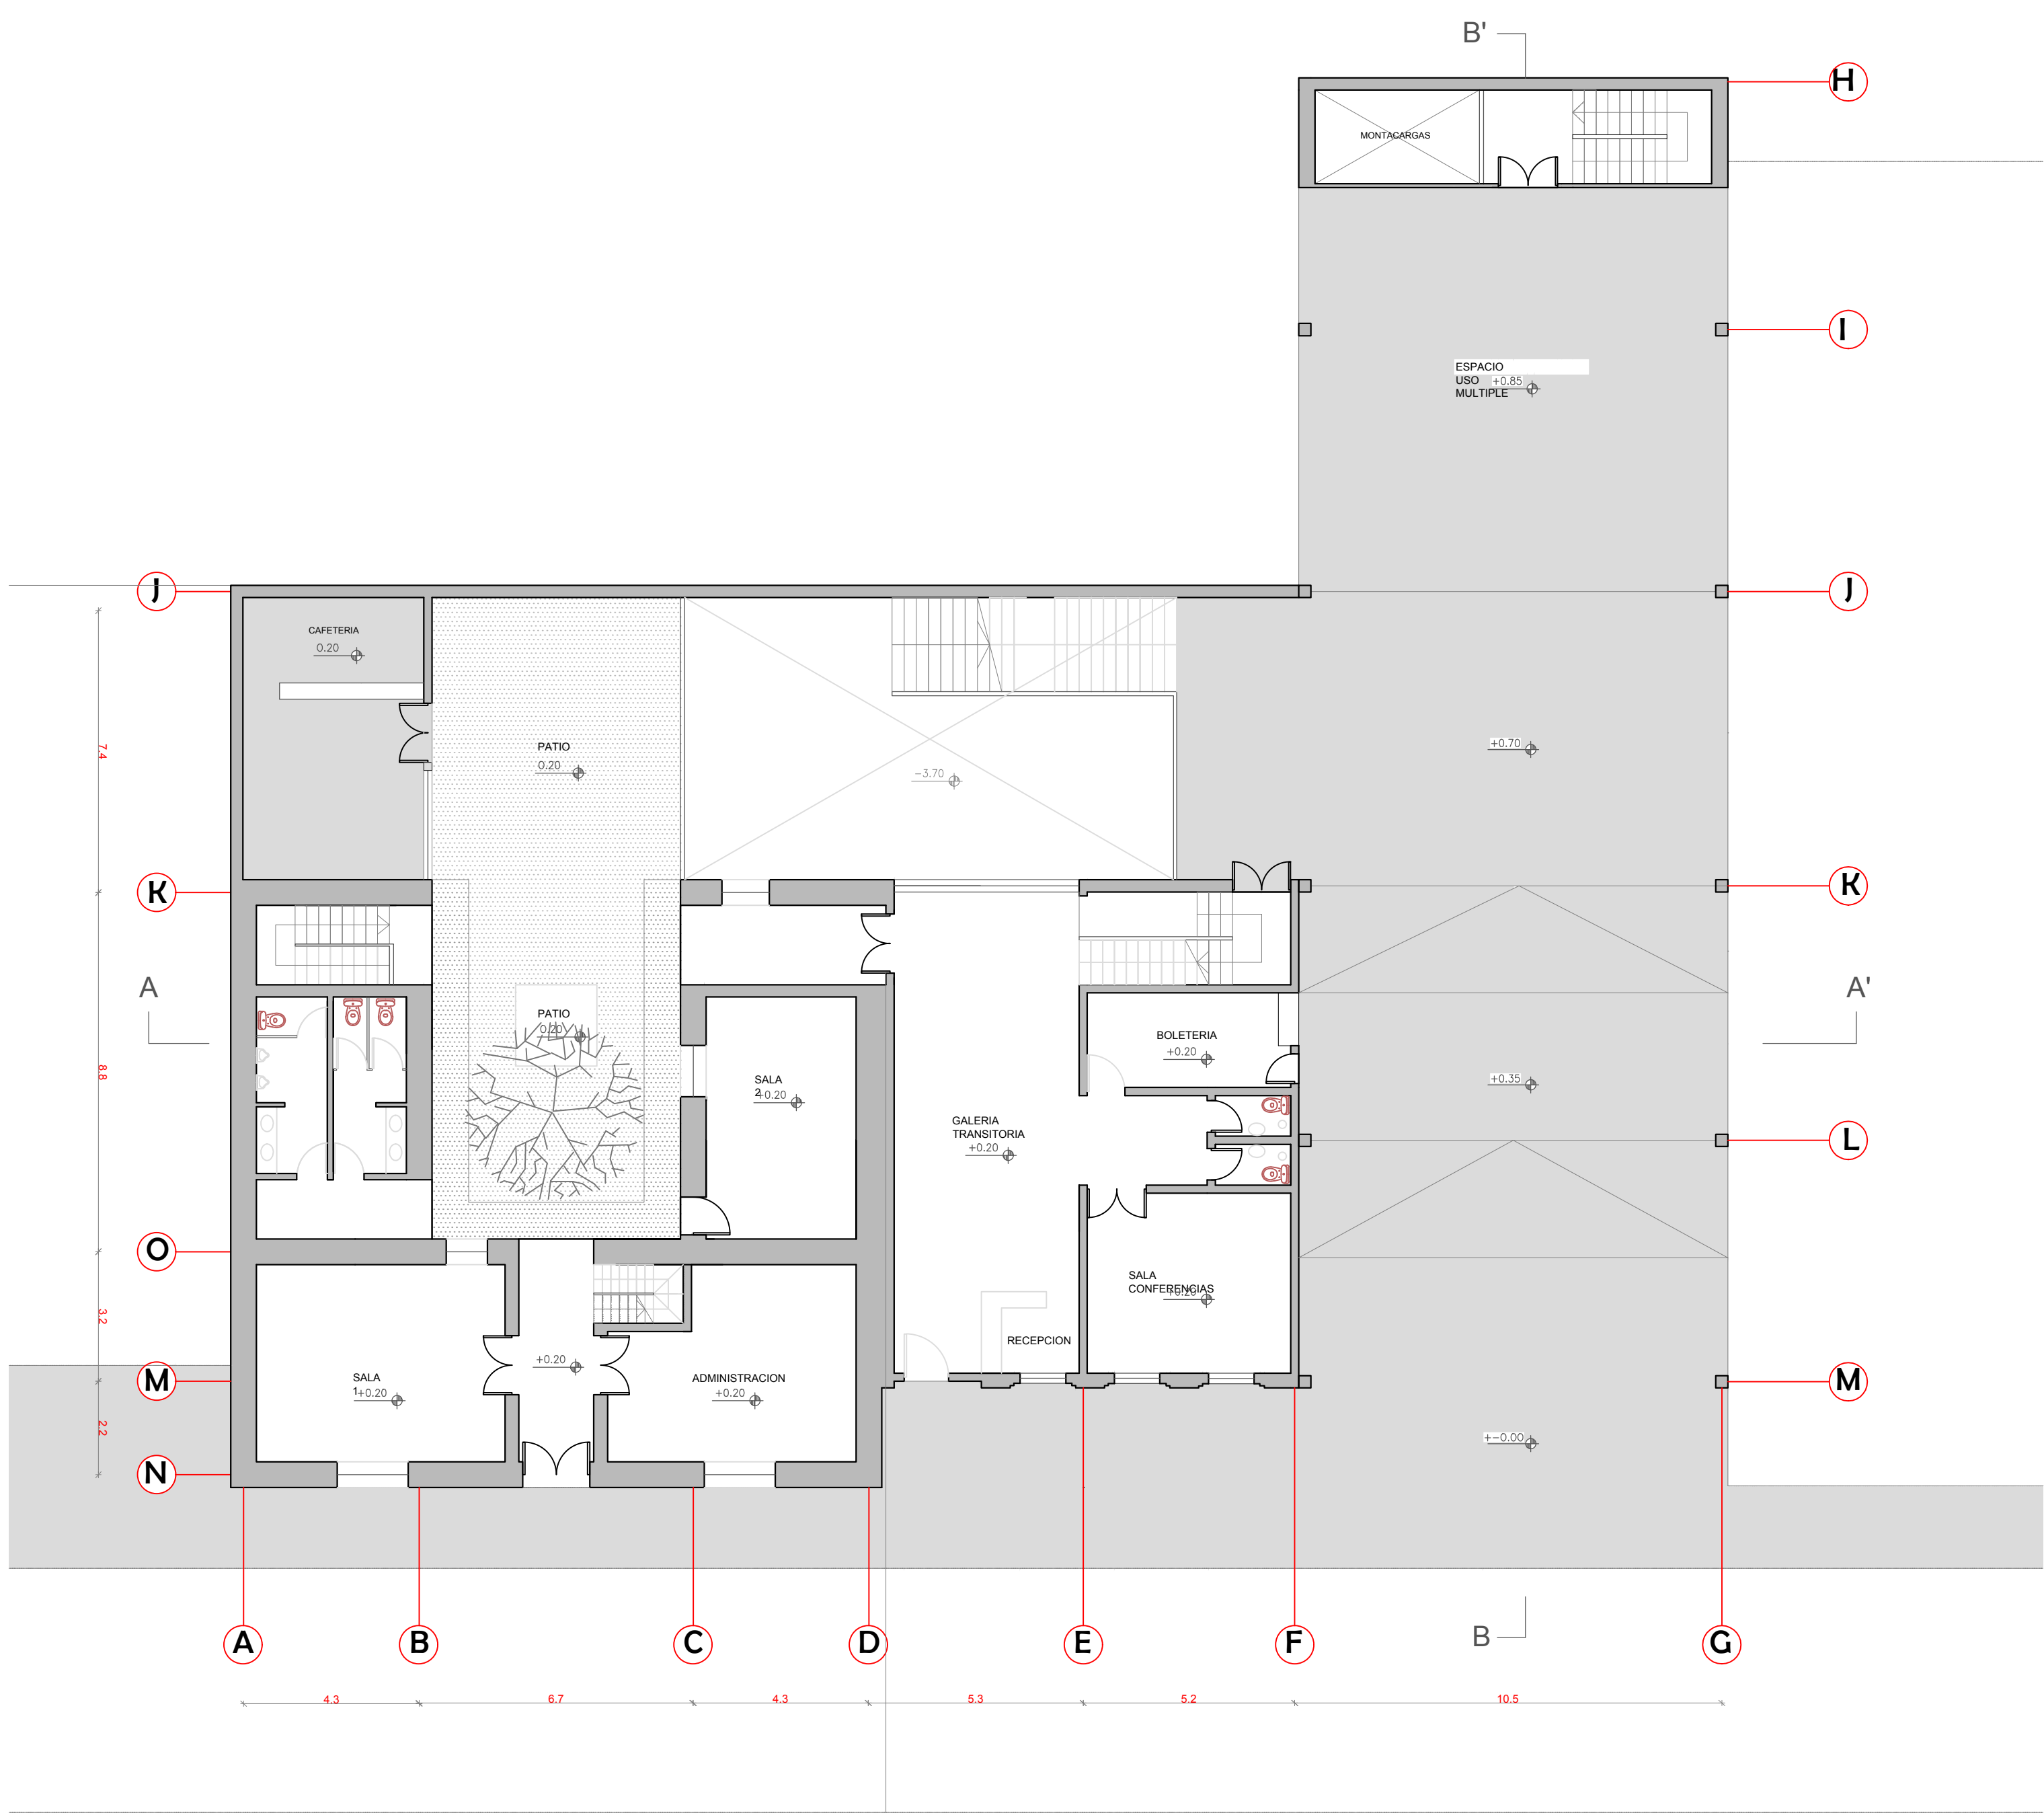 B'
H
MONTACARGAS
I
ESPACIO
USO +0.85
MULTIPLE
J
J
CAFETERIA
0.20
PATIO
0.20
+0.70
7.4
-3.70
K
K
A
A'
PATIO
0.20
BOLETERIA
+0.20
8.8
SALA
2
+0.20
+0.35
GALERIA
TRANSITORIA
+0.20
L
O
SALA
CONFERENCIAS
+0.20
3.2
RECEPCION
+0.20
M
SALA
1
+0.20
ADMINISTRACION
+0.20
M
2.2
+-0.00
N
A
B
C
D
E
F
B
G
4.3
6.7
4.3
5.3
5.2
10.5